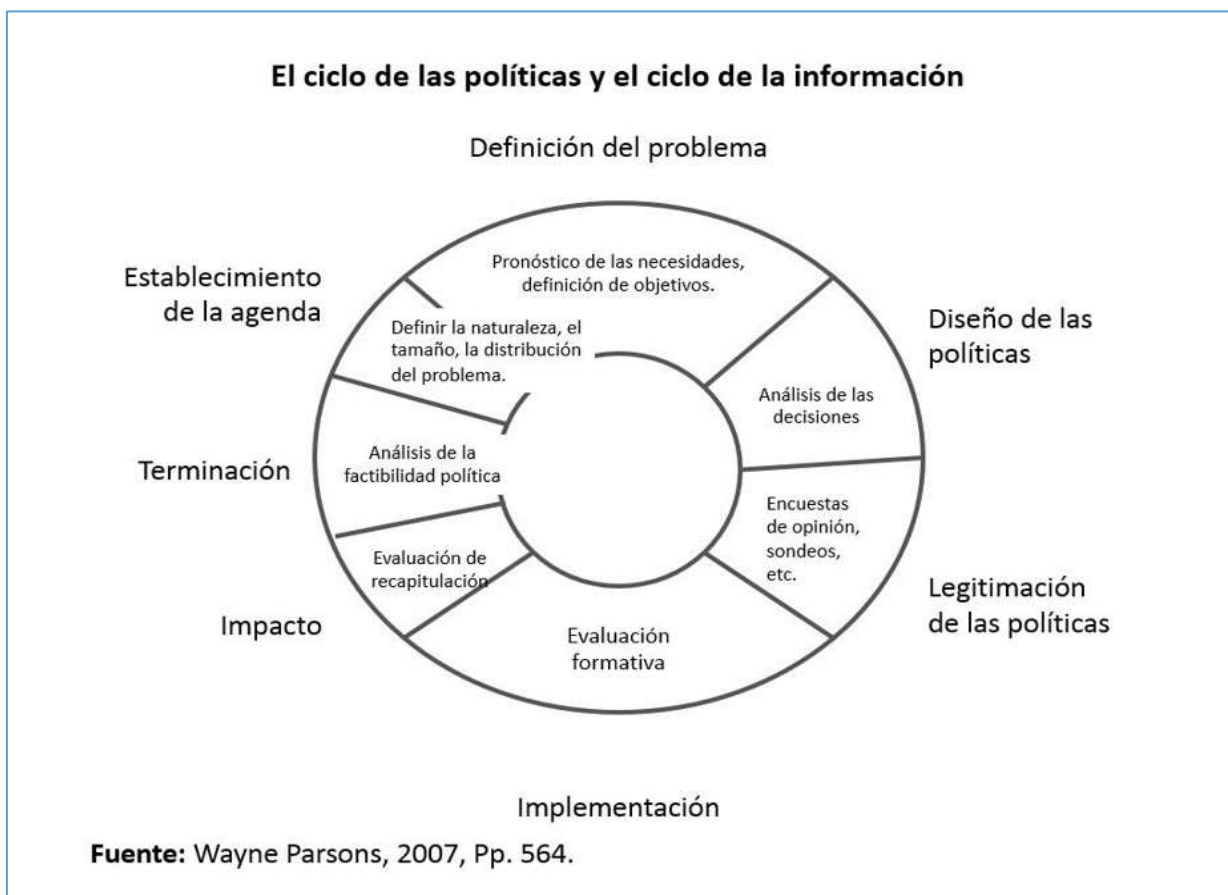 El ciclo de las políticas y el ciclo de la información
Definición del problema
Pronóstico de las necesidades,
definición de objetivos.
Establecimiento
de la agenda
Definir la naturaleza, el
tamaño, la distribución
del problema.
Diseño de las
políticas
Análisis de las
decisiones
Terminación
Análisis de la
factibilidad política
Encuestas
de opinión,
sondeos,
etc.
Legitimación
de las políticas
Evaluación de
recapitulación
Impacto
Evaluación
formativa
Implementación
Fuente: Wayne Parsons, 2007, Pp. 564.